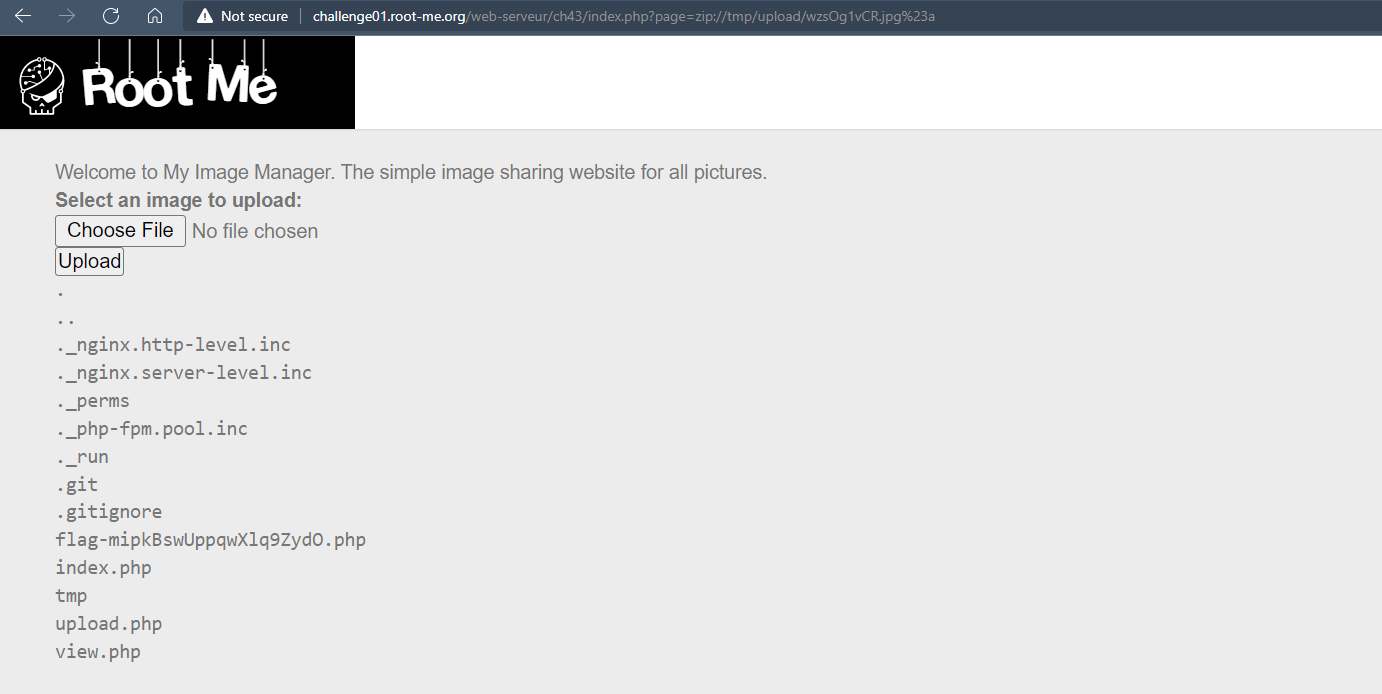 Not secure
challenge01.root-me.org/web-serveur/ch43/index.php?page=zip://tmp/upload/wzsOg1vCR.jpg%23a
Root Me
Welcome to My Image Manager. The simple image sharing website for all pictures.
Select an image to upload:
Choose File No file chosen
Upload
.
..
._nginx.http-level.inc
._nginx.server-level.inc
._perms
._php-fpm.pool.inc
._run
.git
.gitignore
flag-mipkBswUppqwXlq9ZydO.php
index.php
tmp
upload.php
view.php